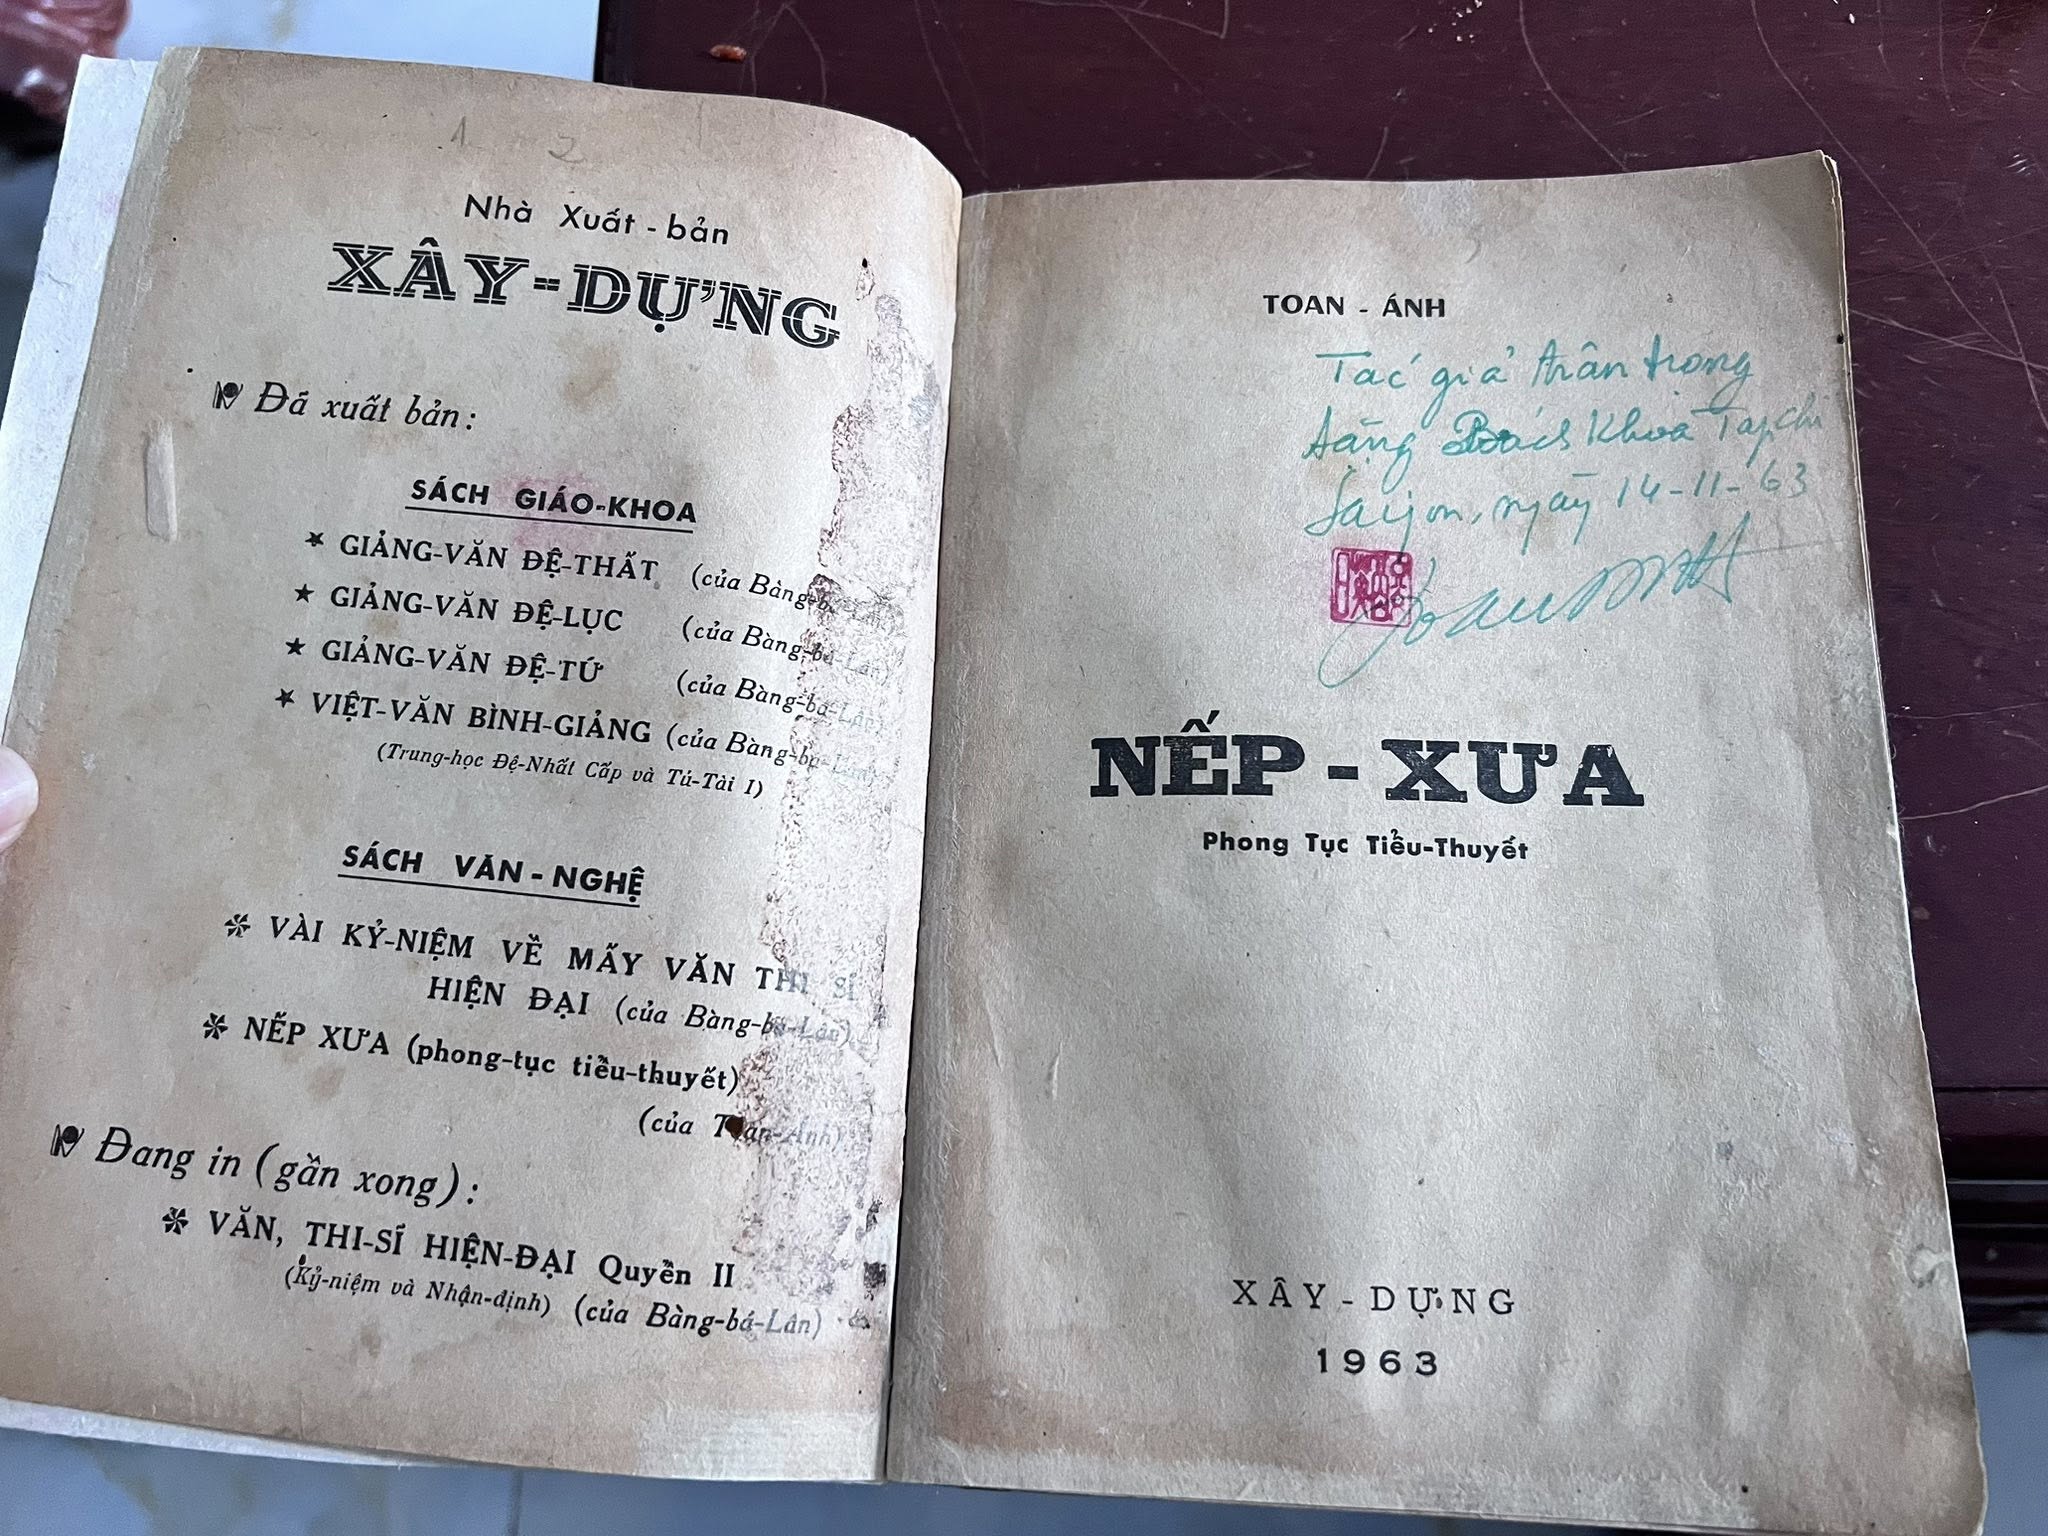 Nhà Xuất-bản
XÂY-DỰNG
Đã xuất bản :
SÁCH GIÁO-KHOA
★ GIẢNG-VĂN ĐỆ-THẤT (của Bàng-bá-Lân)
★ GIẢNG-VĂN ĐỆ-LỤC (của Bàng-bá-Lân)
★ GIẢNG-VĂN ĐỆ-TỨ (của Bàng-bá-Lân)
★ VIỆT-VĂN BÌNH-GIẢNG (của Bàng-bá-Lân)
(Trung-học Đệ-Nhất Cấp và Tú-Tài I)
SÁCH VĂN-NGHỆ
VÀI KỶ-NIỆM VỀ MẤY VĂN THI SĨ
HIỆN ĐẠI (của Bàng-bá-Lân)
NẾP XƯA (phong-tục tiểu-thuyết)
(của Toan-Ánh)
Đang in (gần xong) :
VĂN, THI-SĨ HIỆN-ĐẠI Quyển II
(Kỷ-niệm và Nhận-định) (của Bàng-bá-Lân)
TOAN - ÁNH
Tác giả trân trọng
tặng Bách Khoa Tạp chí
Saigon, ngày 14-11-63
NẾP - XƯA
Phong Tục Tiểu-Thuyết
XÂY - DỰNG
1963